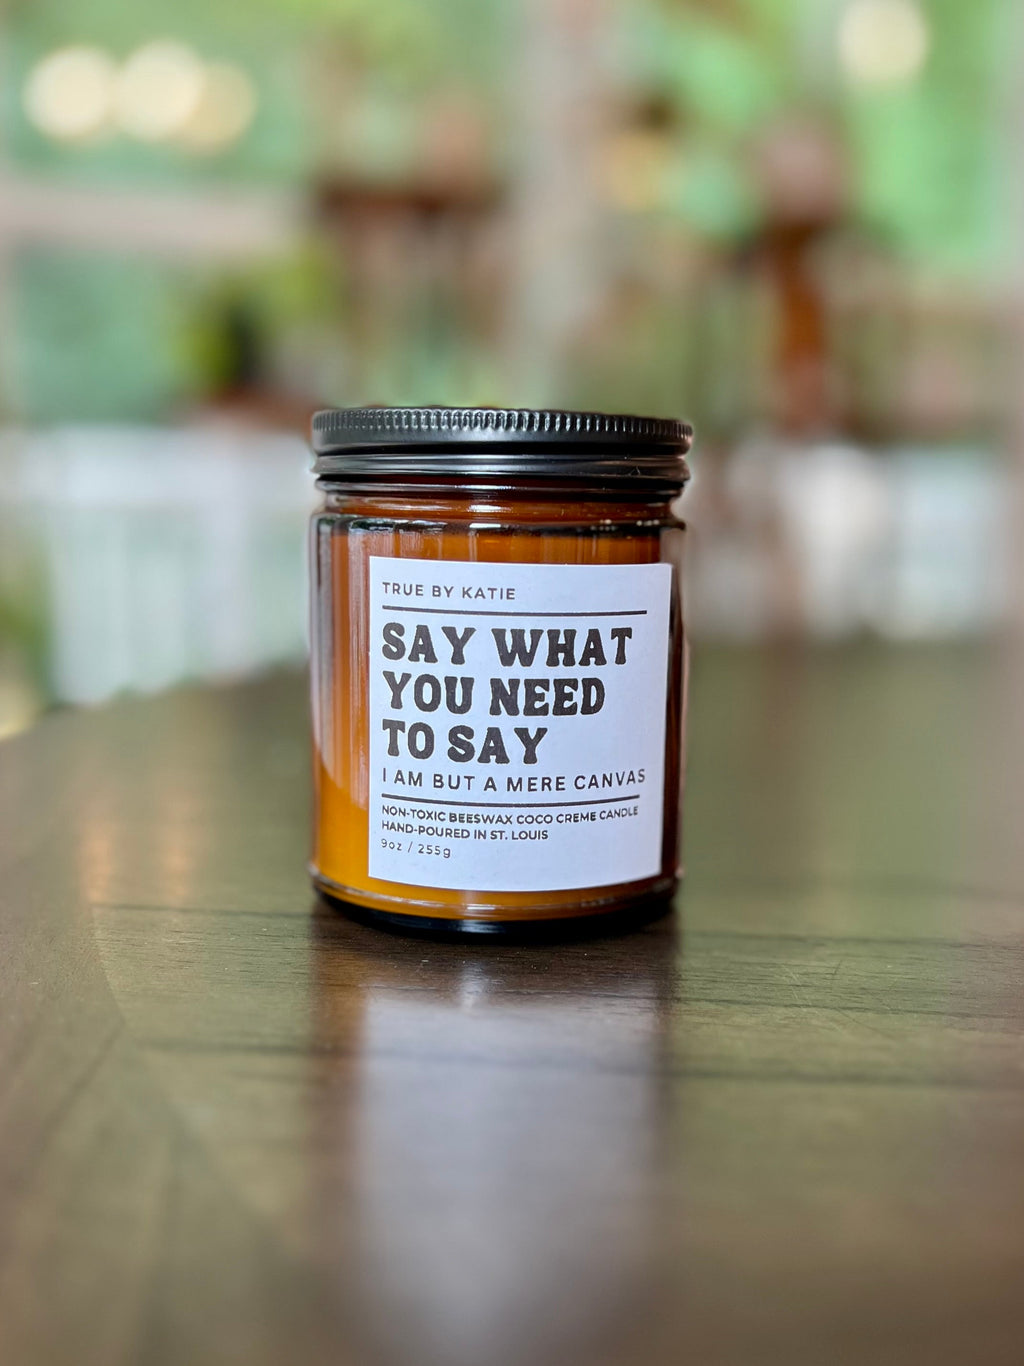 TRUE BY KATIE
SAY WHAT
YOU NEED
TO SAY
I AM BUT A MERE CANVAS
NON-TOXIC BEESWAX COCO CREME CANDLE
HAND-POURED IN ST. LOUIS
9oz / 255g